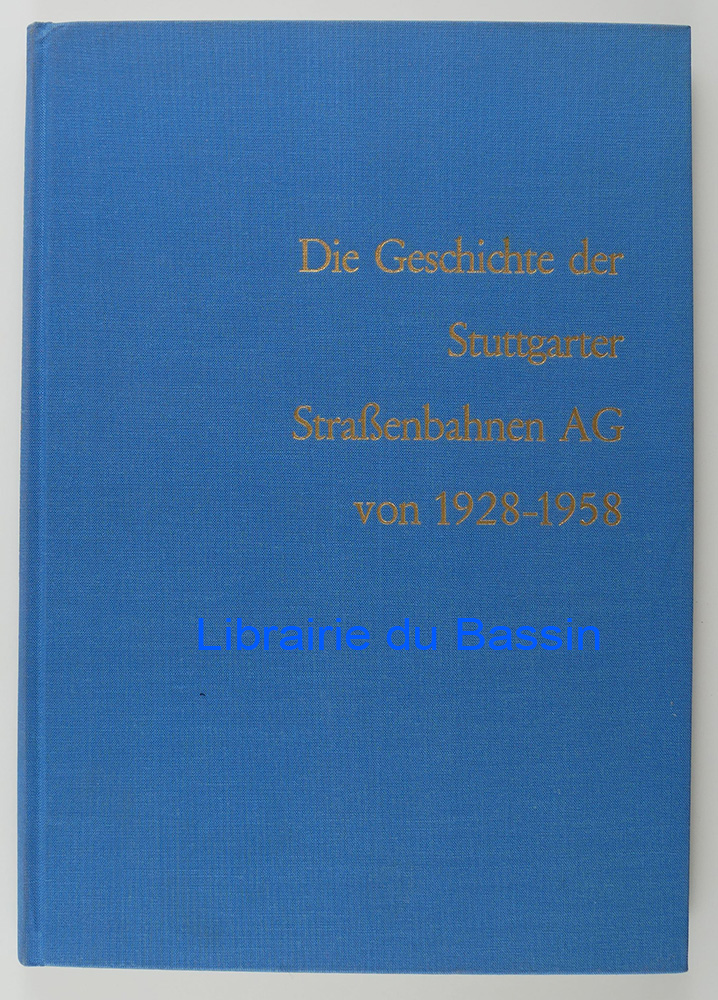 Die Geschichte der
Stuttgarter
Straßenbahnen AG
von 1928–1958
Librairie du Bassin